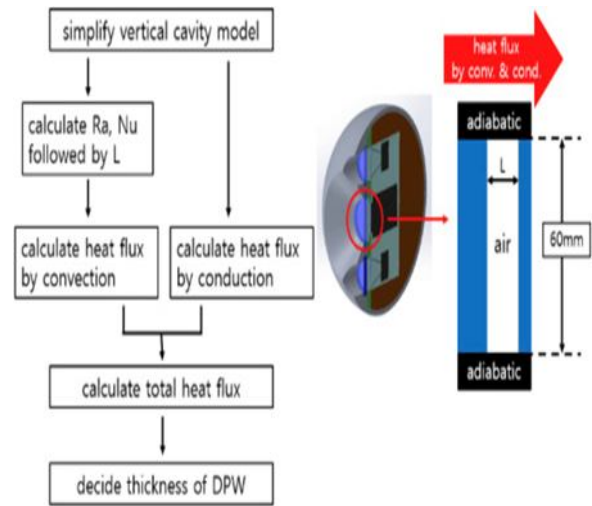 simplify vertical cavity model
calculate Ra, Nu
followed by L
calculate heat flux
by convection
calculate heat flux
by conduction
calculate total heat flux
decide thickness of DPW
heat flux
by conv. & cond.
adiabatic
L
air
60mm
adiabatic